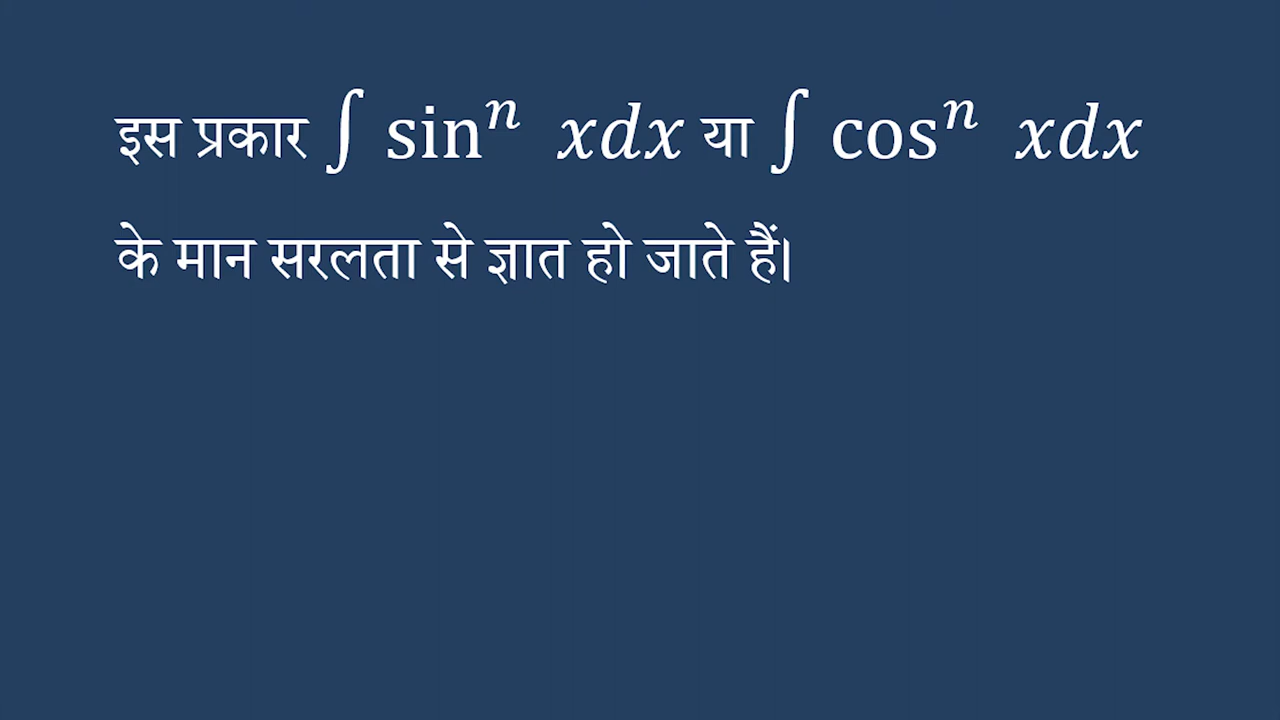 इस प्रकार ∫ sinⁿ xdx या ∫ cosⁿ xdx
के मान सरलता से ज्ञात हो जाते हैं।